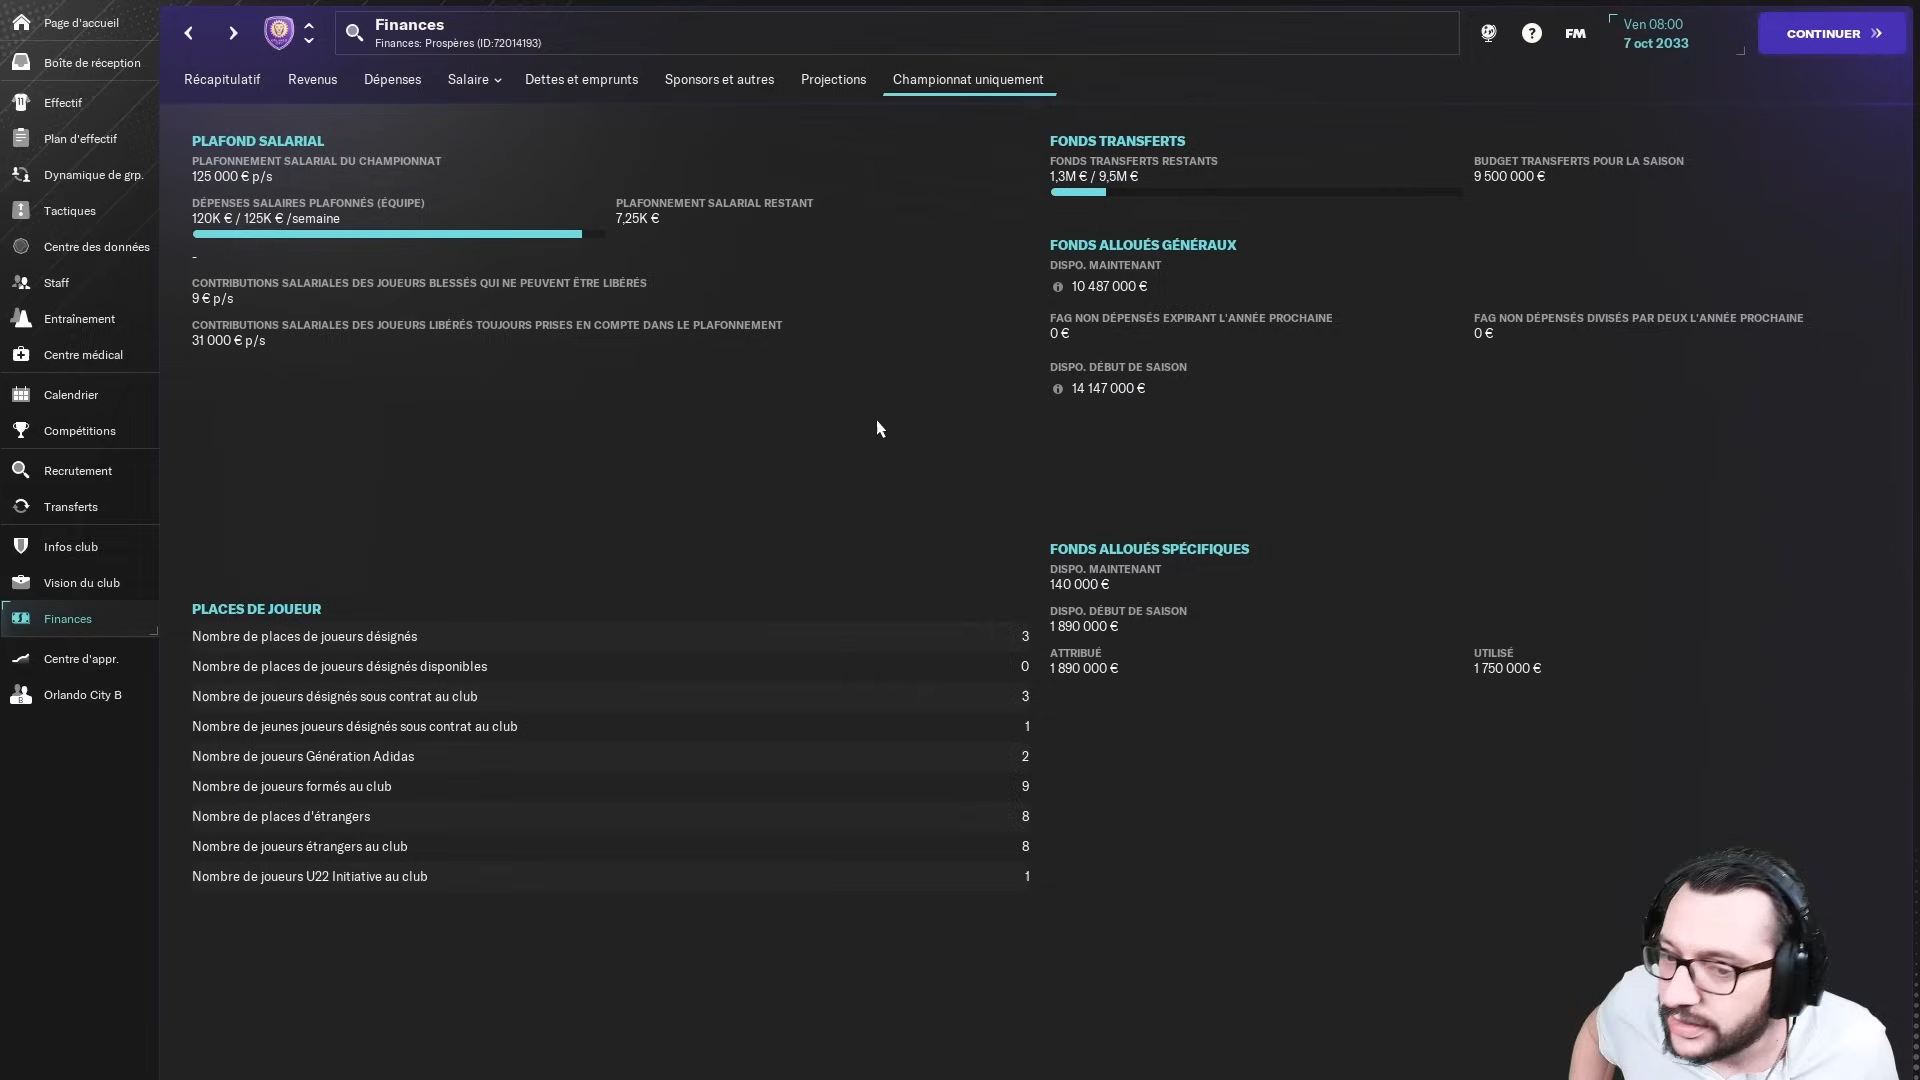 Page d'accueil
Boîte de réception
Effectif
Plan d'effectif
Dynamique de grp.
Tactiques
Centre des données
Staff
Entraînement
Centre médical
Calendrier
Compétitions
Recrutement
Transferts
Infos club
Vision du club
Finances
Centre d'appr.
Orlando City B
Finances
Finances: Prospères (ID:72014193)
FM
Ven 08:00
7 oct 2033
CONTINUER
Récapitulatif Revenus Dépenses Salaire Dettes et emprunts Sponsors et autres Projections Championnat uniquement
PLAFOND SALARIAL
PLAFONNEMENT SALARIAL DU CHAMPIONNAT
125 000 € p/s
DÉPENSES SALAIRES PLAFONNÉS (ÉQUIPE) PLAFONNEMENT SALARIAL RESTANT
120K € / 125K € /semaine 7,25K €
-
CONTRIBUTIONS SALARIALES DES JOUEURS BLESSÉS QUI NE PEUVENT ÊTRE LIBÉRÉS
9 € p/s
CONTRIBUTIONS SALARIALES DES JOUEURS LIBÉRÉS TOUJOURS PRISES EN COMPTE DANS LE PLAFONNEMENT
31 000 € p/s
PLACES DE JOUEUR
Nombre de places de joueurs désignés 3
Nombre de places de joueurs désignés disponibles 0
Nombre de joueurs désignés sous contrat au club 3
Nombre de jeunes joueurs désignés sous contrat au club 1
Nombre de joueurs Génération Adidas 2
Nombre de joueurs formés au club 9
Nombre de places d'étrangers 8
Nombre de joueurs étrangers au club 8
Nombre de joueurs U22 Initiative au club 1
FONDS TRANSFERTS
FONDS TRANSFERTS RESTANTS BUDGET TRANSFERTS POUR LA SAISON
1,3M € / 9,5M € 9 500 000 €
FONDS ALLOUÉS GÉNÉRAUX
DISPO. MAINTENANT
10 487 000 €
FAG NON DÉPENSÉS EXPIRANT L'ANNÉE PROCHAINE FAG NON DÉPENSÉS DIVISÉS PAR DEUX L'ANNÉE PROCHAINE
0 € 0 €
DISPO. DÉBUT DE SAISON
14 147 000 €
FONDS ALLOUÉS SPÉCIFIQUES
DISPO. MAINTENANT
140 000 €
DISPO. DÉBUT DE SAISON
1 890 000 €
ATTRIBUÉ UTILISÉ
1 890 000 € 1 750 000 €